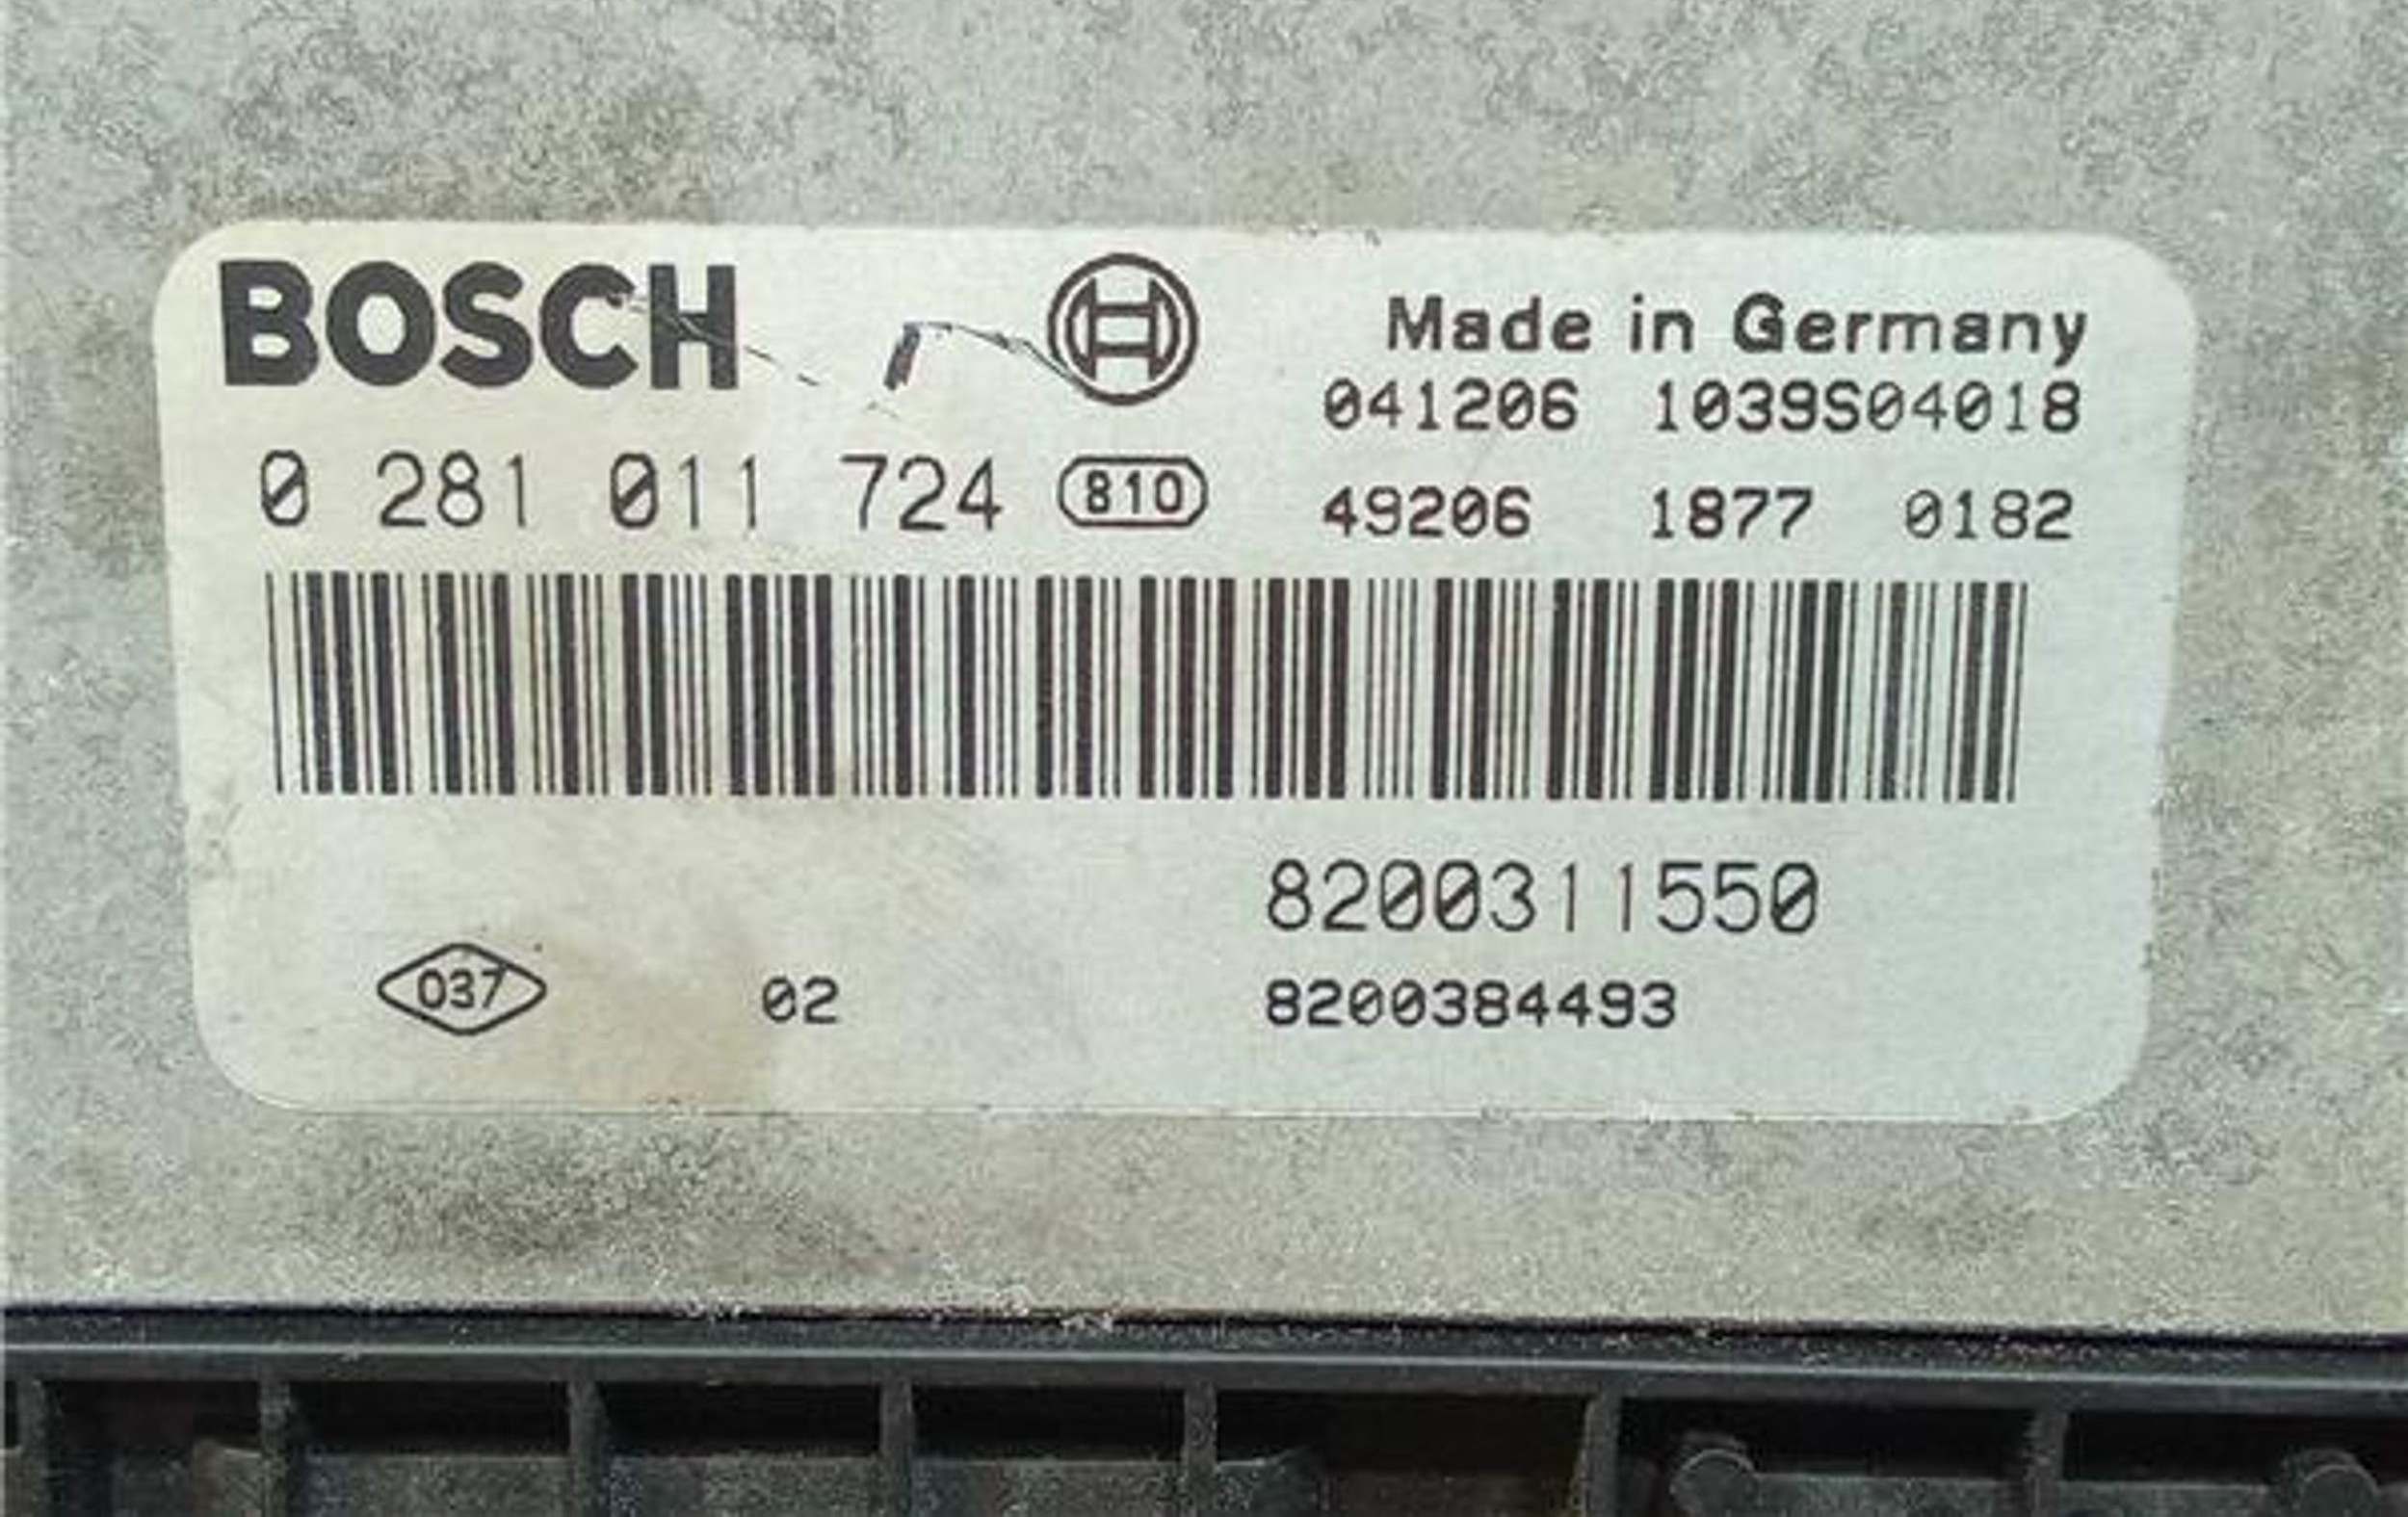 BOSCH
Made in Germany
041206 1039S04018
0 281 011 724 810 49206 1877 0182
8200311550
037 02 8200384493